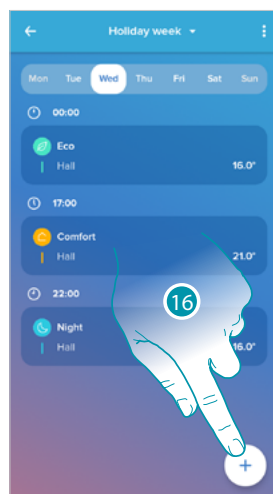 Holiday week
Mon Tue Wed Thu Fri Sat Sun
00:00
Eco
Hall 16.0°
17:00
Comfort
Hall 21.0°
22:00
Night
Hall 16.0°
16
+